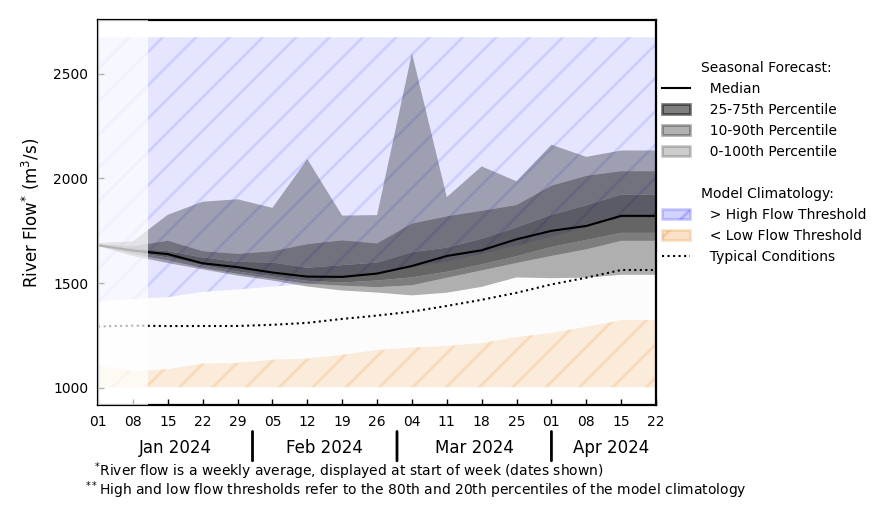 Seasonal Forecast:
Median
25-75th Percentile
10-90th Percentile
0-100th Percentile
Model Climatology:
> High Flow Threshold
< Low Flow Threshold
Typical Conditions
River Flow* (m³/s)
2500
2000
1500
1000
01 08 15 22 29 05 12 19 26 04 11 18 25 01 08 15 22
Jan 2024 Feb 2024 Mar 2024 Apr 2024
*River flow is a weekly average, displayed at start of week (dates shown)
**High and low flow thresholds refer to the 80th and 20th percentiles of the model climatology